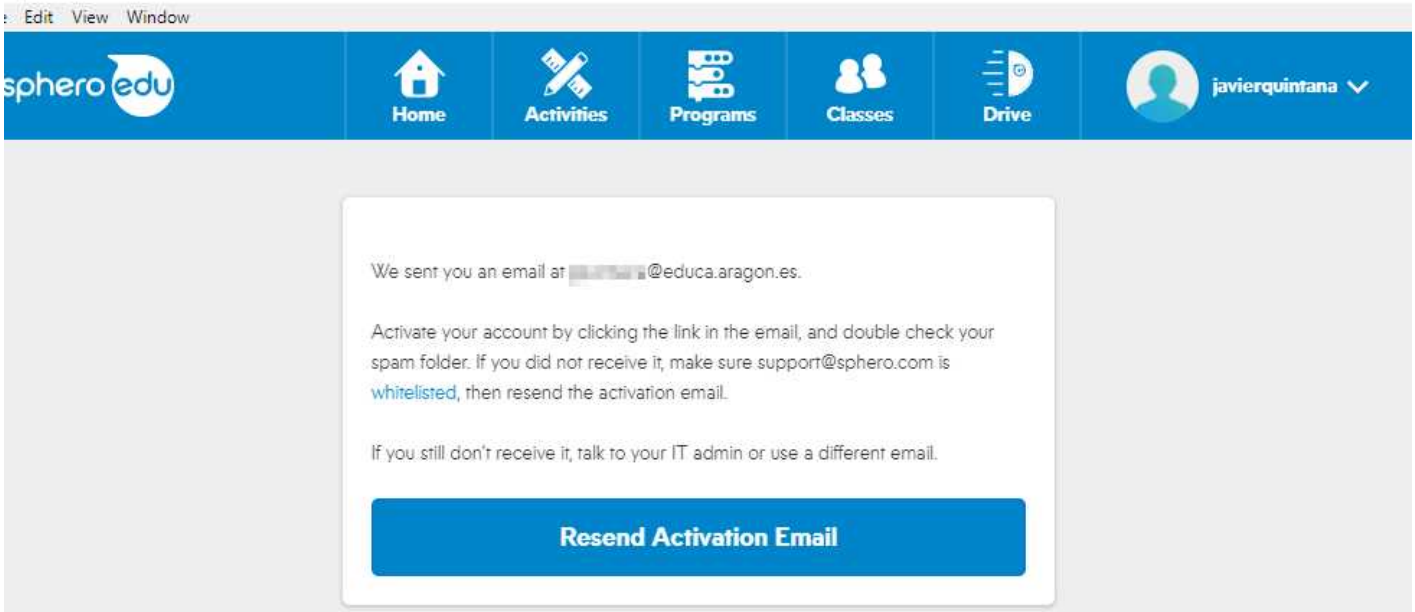 Edit View Window
sphero edu
Home Activities Programs Classes Drive javierquintana
We sent you an email at @educa.aragon.es.
Activate your account by clicking the link in the email, and double check your
spam folder. If you did not receive it, make sure support@sphero.com is
whitelisted, then resend the activation email.
If you still don't receive it, talk to your IT admin or use a different email.
Resend Activation Email